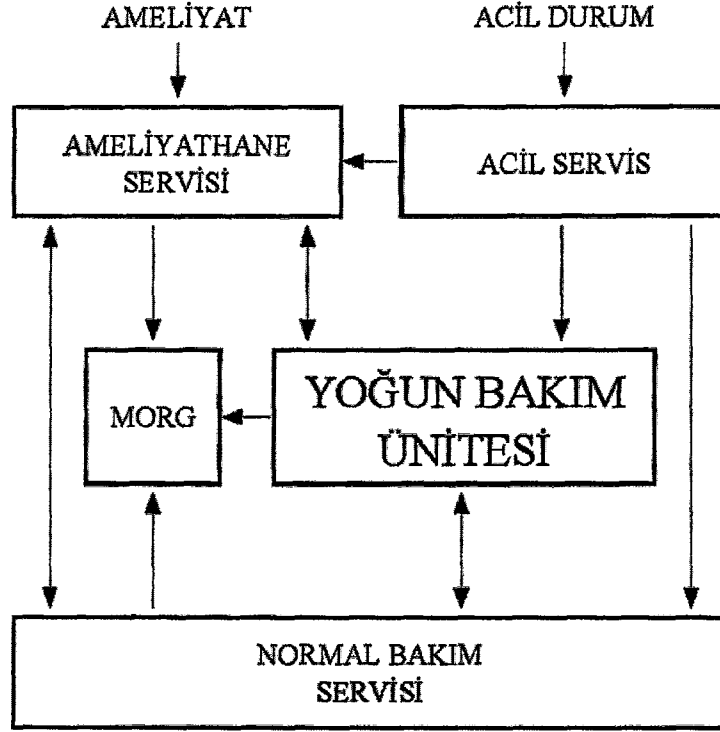 AMELİYAT
ACİL DURUM
AMELİYATHANE
SERVİSİ
ACİL SERVİS
MORG
YOĞUN BAKIM
ÜNİTESİ
NORMAL BAKIM
SERVİSİ